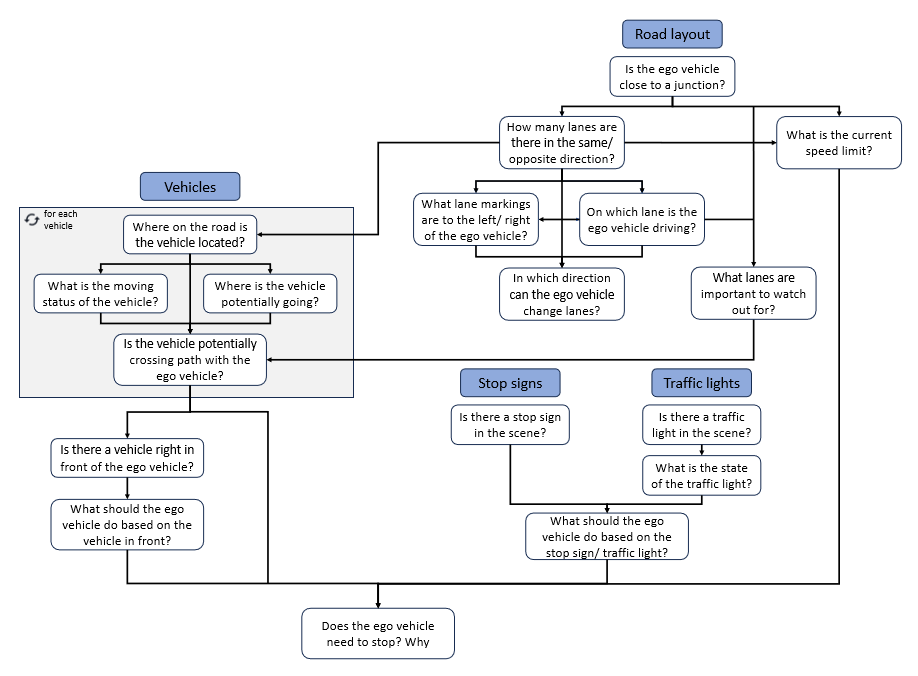 Road layout
Is the ego vehicle
close to a junction?
How many lanes are
there in the same/
opposite direction?
What is the current
speed limit?
What lane markings
are to the left/ right
of the ego vehicle?
On which lane is the
ego vehicle driving?
In which direction
can the ego vehicle
change lanes?
What lanes are
important to watch
out for?
Vehicles
for each
vehicle
Where on the road is
the vehicle located?
What is the moving
status of the vehicle?
Where is the vehicle
potentially going?
Is the vehicle potentially
crossing path with the
ego vehicle?
Is there a vehicle right in
front of the ego vehicle?
What should the ego
vehicle do based on the
vehicle in front?
Stop signs
Is there a stop sign
in the scene?
Traffic lights
Is there a traffic
light in the scene?
What is the state
of the traffic light?
What should the ego
vehicle do based on the
stop sign/ traffic light?
Does the ego vehicle
need to stop? Why